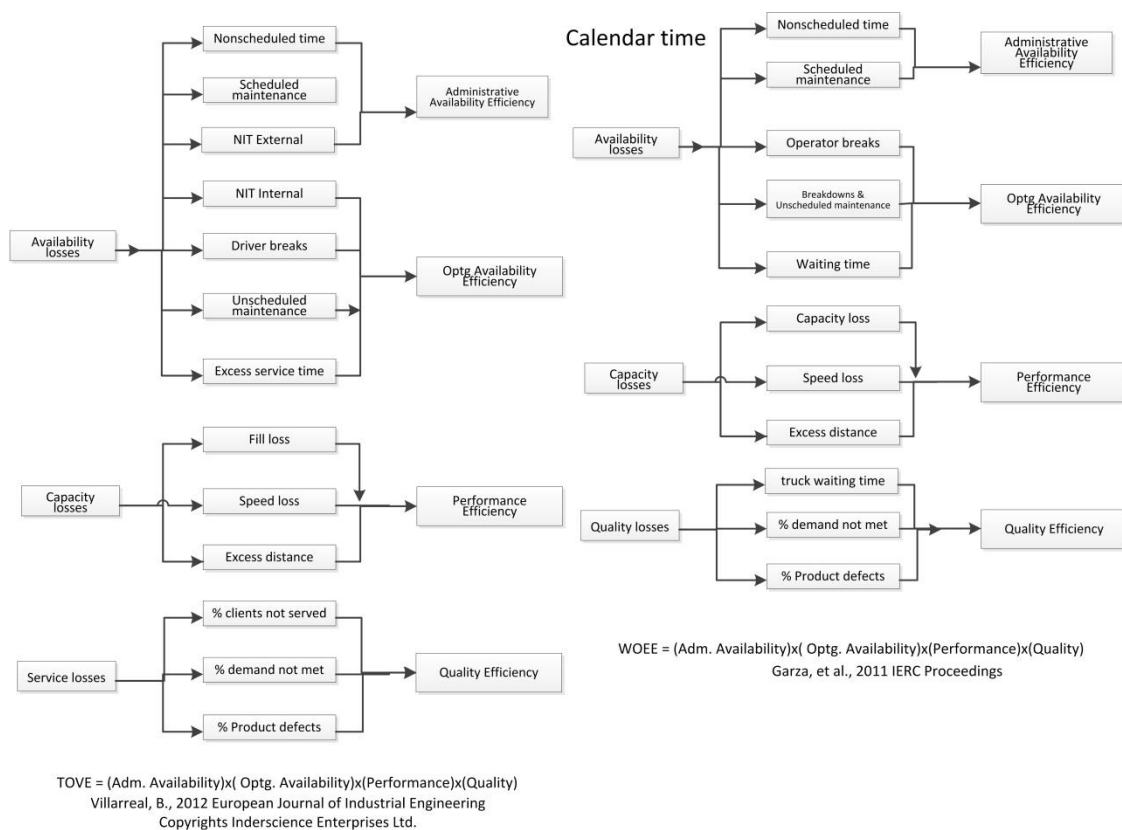 Nonscheduled time
Scheduled
maintenance
NIT External
Administrative
Availability Efficiency
Availability
losses
NIT Internal
Driver breaks
Unscheduled
maintenance
Excess service time
Optg Availability
Efficiency
Capacity
losses
Fill loss
Speed loss
Excess distance
Performance
Efficiency
Service losses
% clients not served
% demand not met
% Product defects
Quality Efficiency
TOVE = (Adm. Availability)x( Optg. Availability)x(Performance)x(Quality)
Villarreal, B., 2012 European Journal of Industrial Engineering
Copyrights Inderscience Enterprises Ltd.
Calendar time
Nonscheduled time
Scheduled
maintenance
Administrative
Availability
Efficiency
Availability
losses
Operator breaks
Breakdowns &
Unscheduled maintenance
Waiting time
Optg Availability
Efficiency
Capacity
losses
Capacity loss
Speed loss
Excess distance
Performance
Efficiency
Quality losses
truck waiting time
% demand not met
% Product defects
Quality Efficiency
WOEE = (Adm. Availability)x( Optg. Availability)x(Performance)x(Quality)
Garza, et al., 2011 IERC Proceedings